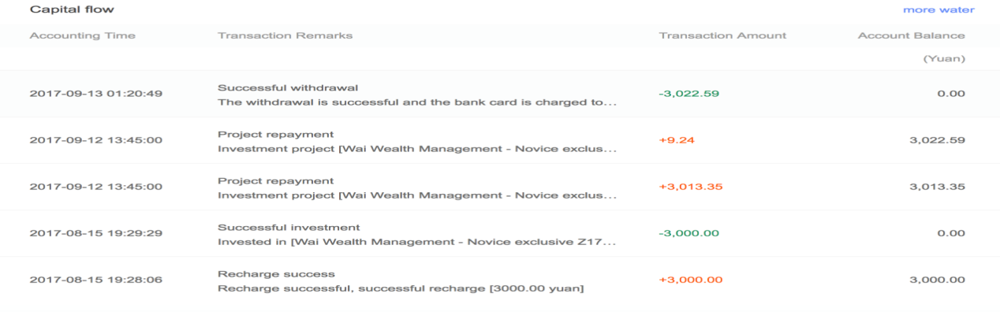 Capital flow more water
Accounting Time Transaction Remarks Transaction Amount Account Balance
(Yuan)
Successful withdrawal
2017-09-13 01:20:49 -3,022.59 0.00
The withdrawal is successful and the bank card is charged to...
Project repayment
2017-09-12 13:45:00 +9.24 3,022.59
Investment project [Wai Wealth Management - Novice exclus...
Project repayment
2017-09-12 13:45:00 +3,013.35 3,013.35
Investment project [Wai Wealth Management - Novice exclus...
Successful investment
2017-08-15 19:29:29 -3,000.00 0.00
Invested in [Wai Wealth Management - Novice exclusive Z17...
Recharge success
2017-08-15 19:28:06 +3,000.00 3,000.00
Recharge successful, successful recharge [3000.00 yuan]